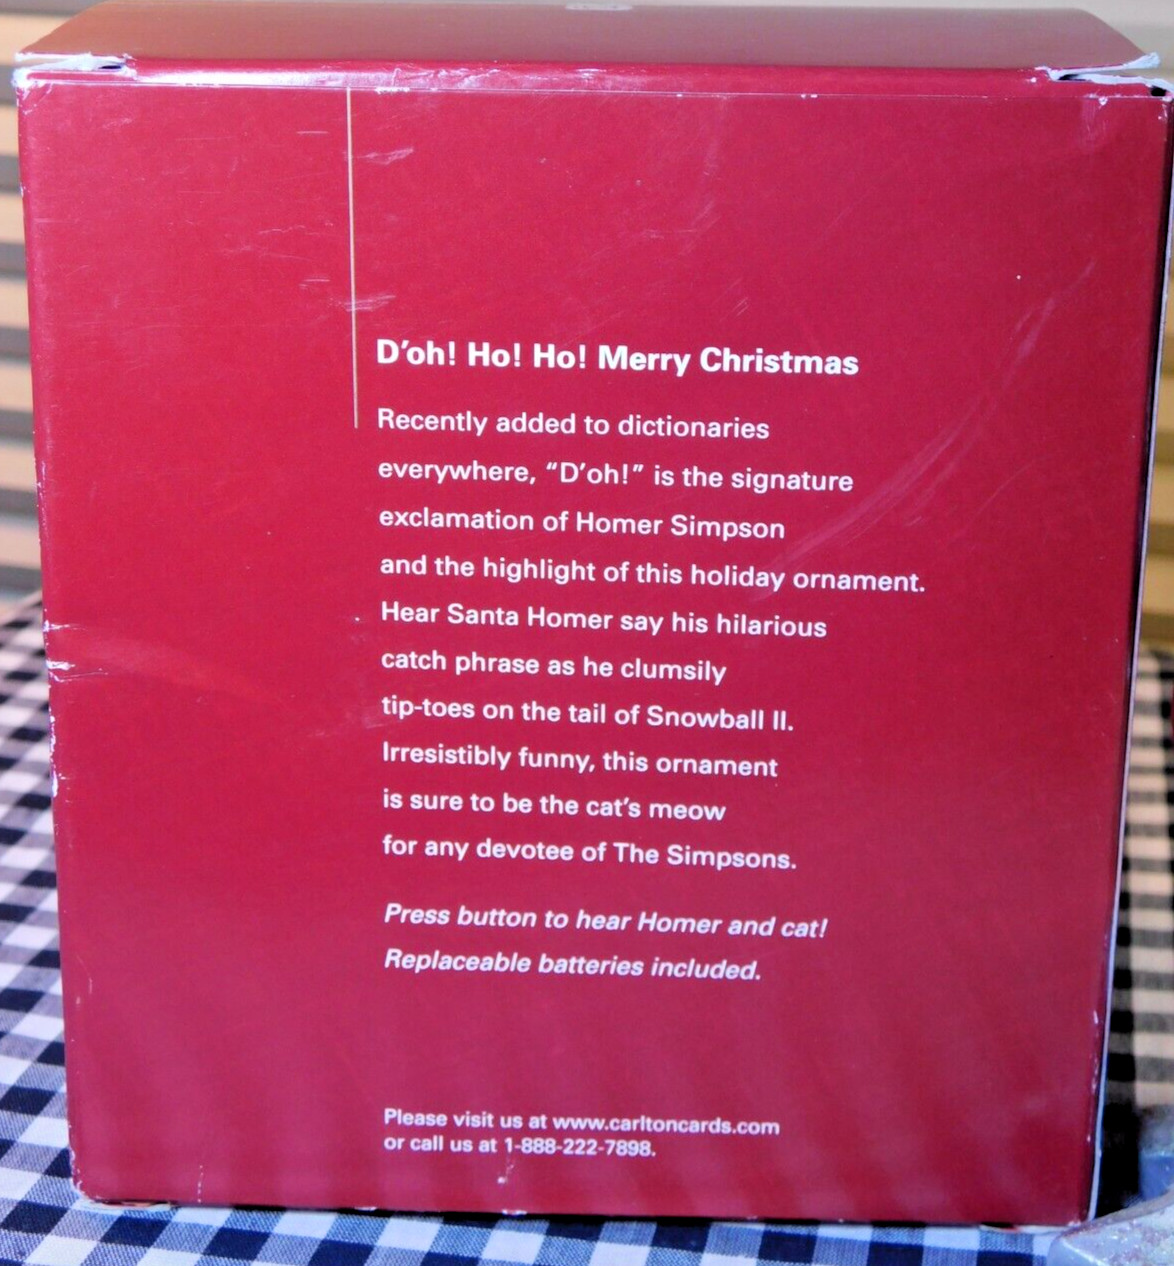 D'oh! Ho! Ho! Merry Christmas
Recently added to dictionaries
everywhere, “D'oh!” is the signature
exclamation of Homer Simpson
and the highlight of this holiday ornament.
Hear Santa Homer say his hilarious
catch phrase as he clumsily
tip-toes on the tail of Snowball II.
Irresistibly funny, this ornament
is sure to be the cat's meow
for any devotee of The Simpsons.
Press button to hear Homer and cat!
Replaceable batteries included.
Please visit us at www.carltoncards.com
or call us at 1-888-222-7898.